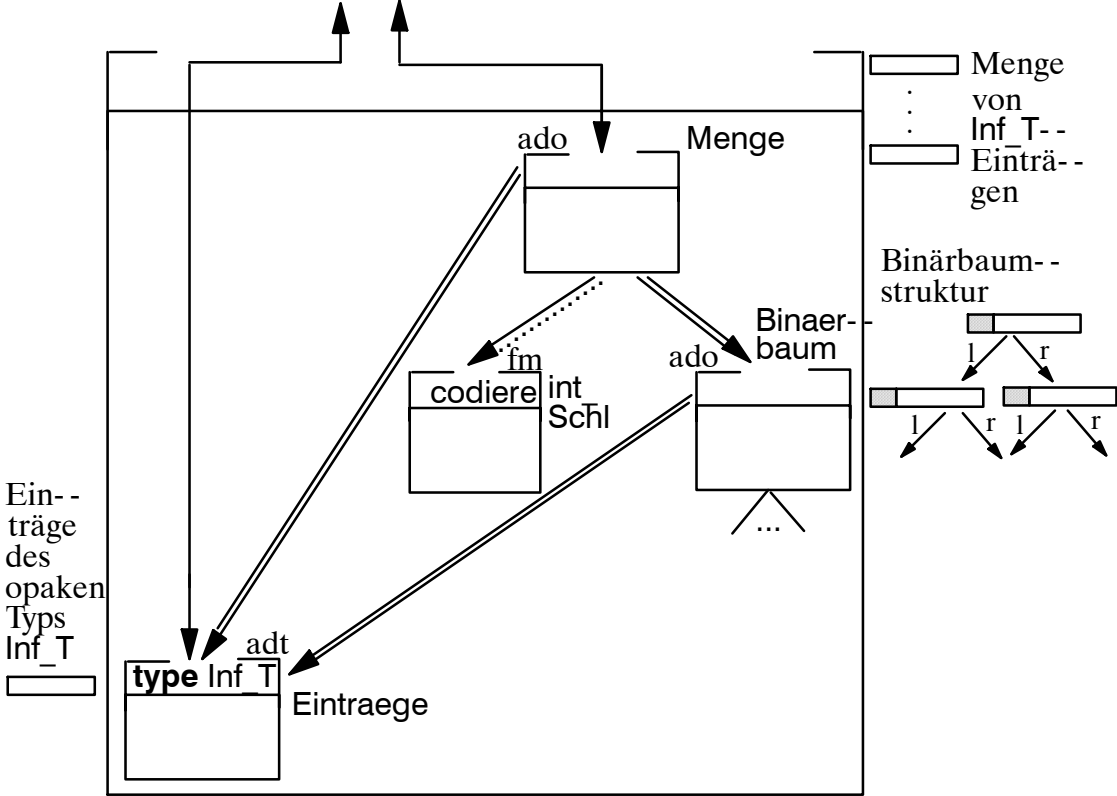 ado
Menge
Menge
von
Inf_T--
Einträ--
gen
Binärbaum--
struktur
l r
l r l r
Binaer--
baum
ado
fm
codiere
int_
Schl
...
Ein--
träge
des
opaken
Typs
Inf_T
adt
type Inf_T
Eintraege